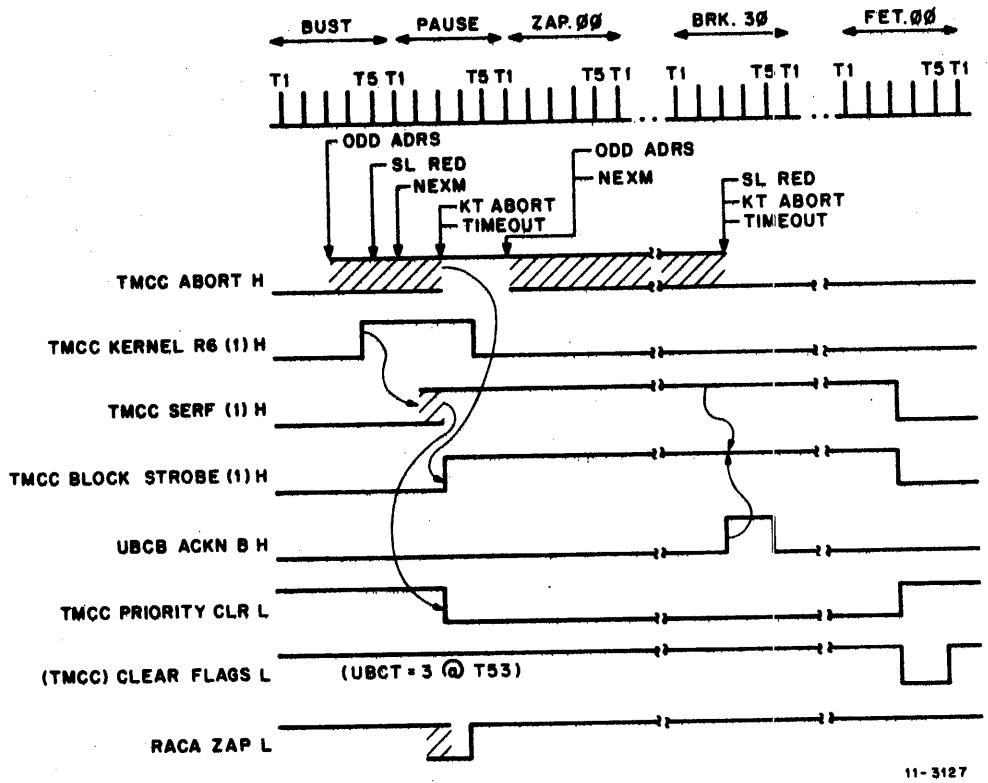 BUST PAUSE ZAP.ØØ BRK. 3Ø FET.ØØ
T1 T5 T1 T5 T1 T5 T1 T1 T5 T1 T1 T5 T1
ODD ADRS
SL RED
NEXM
KT ABORT
TIMEOUT
ODD ADRS
NEXM
SL RED
KT ABORT
TIMEOUT
TMCC ABORT H
TMCC KERNEL R6 (1) H
TMCC SERF (1) H
TMCC BLOCK STROBE (1) H
UBCB ACKN B H
TMCC PRIORITY CLR L
(TMCC) CLEAR FLAGS L (UBCT = 3 @ T53)
RACA ZAP L
11-3127